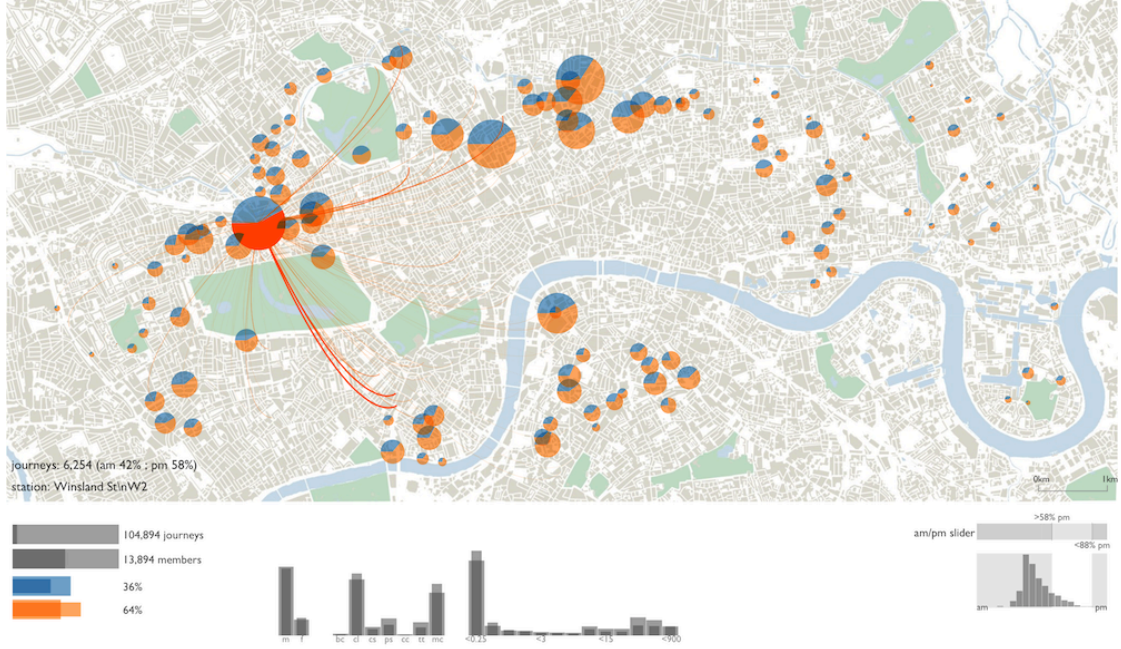 journeys: 6,254 (am 42% ; pm 58%)
station: Winsland St\nW2
0km 1km
104,894 journeys
13,894 members
36%
64%
m f bc cl cs ps cc tt mc <0.25 <3 <15 <900
>58% pm
am/pm slider
<88% pm
am pm